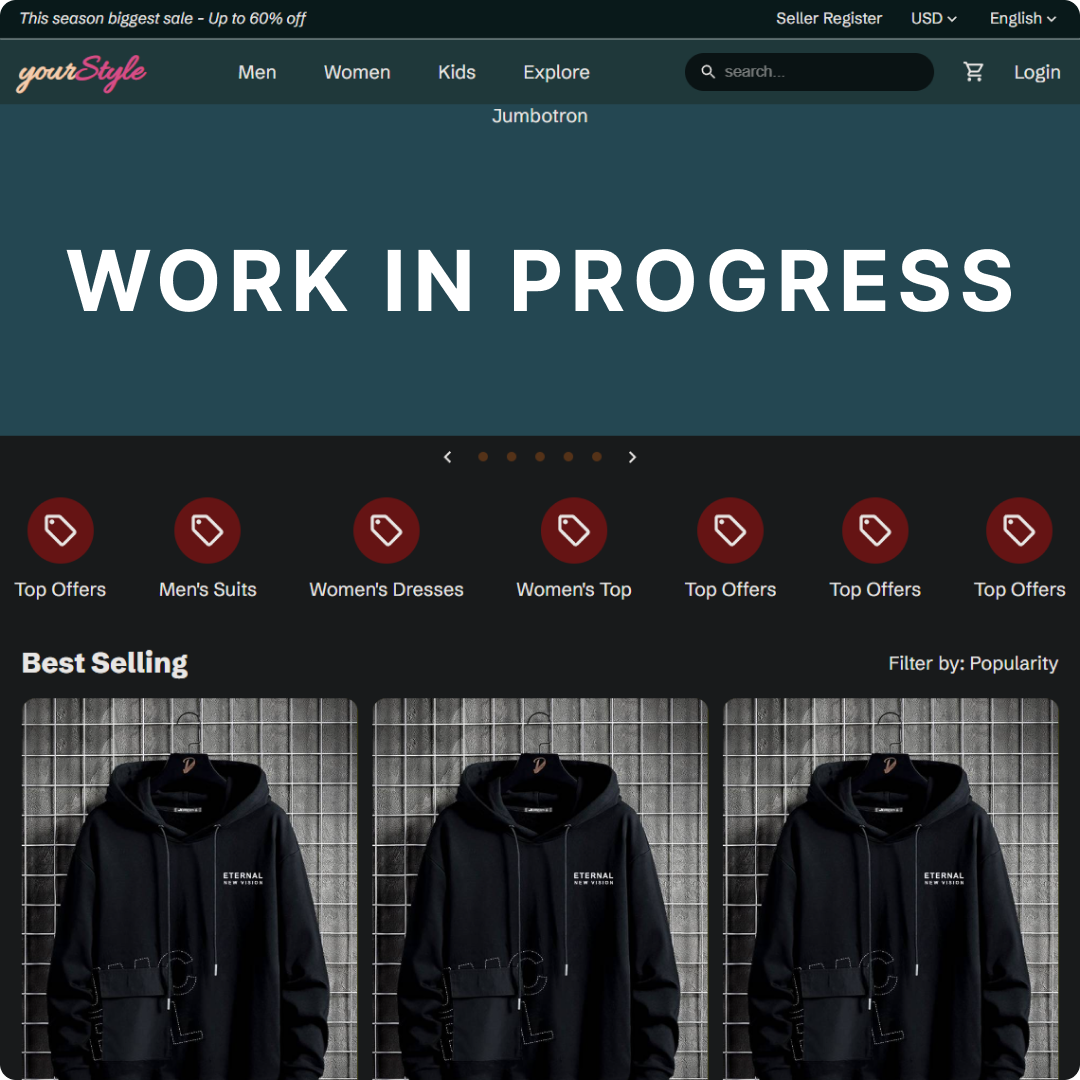 This season biggest sale - Up to 60% off Seller Register USD English
yourStyle Men Women Kids Explore search... Login
Jumbotron
WORK IN PROGRESS
Top Offers Men's Suits Women's Dresses Women's Top Top Offers Top Offers Top Offers
Best Selling Filter by: Popularity
D D D
ETERNAL ETERNAL ETERNAL
NEW VISION NEW VISION NEW VISION